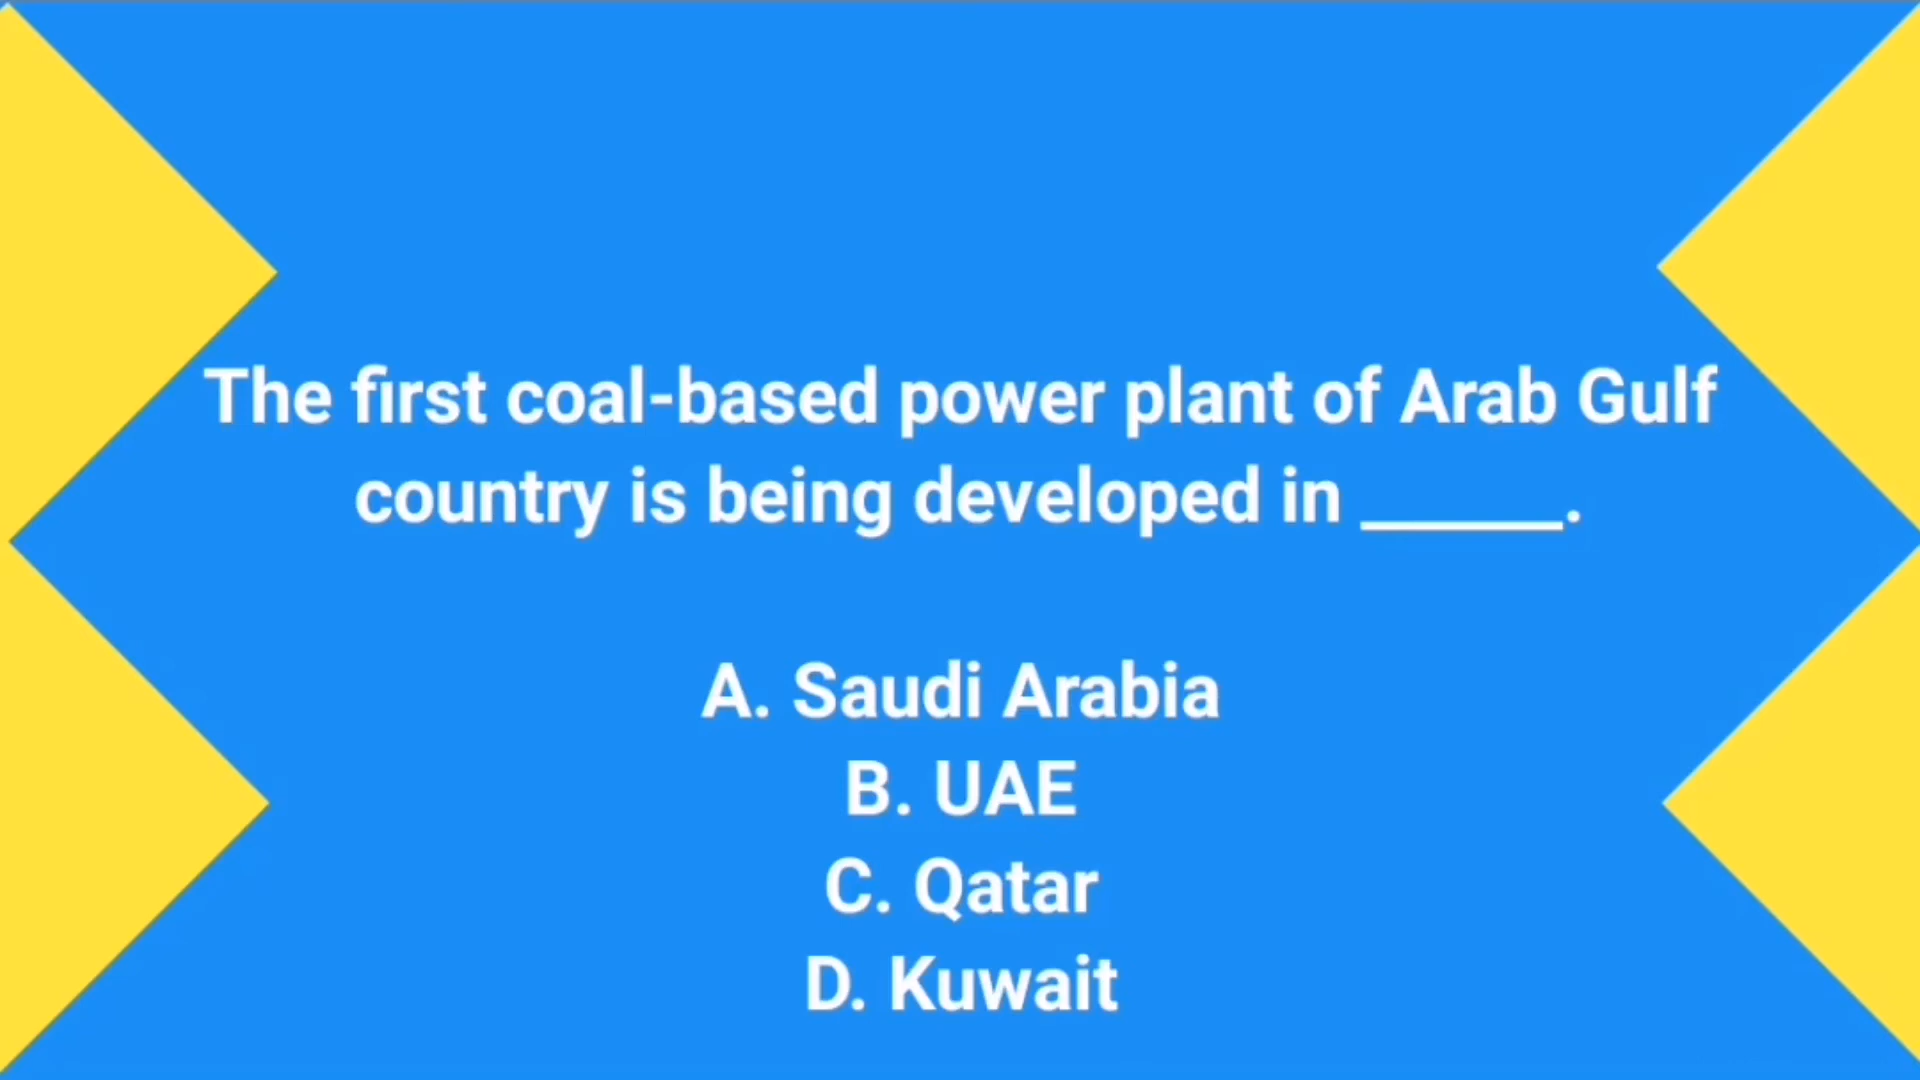 The first coal-based power plant of Arab Gulf
country is being developed in ______.
A. Saudi Arabia
B. UAE
C. Qatar
D. Kuwait